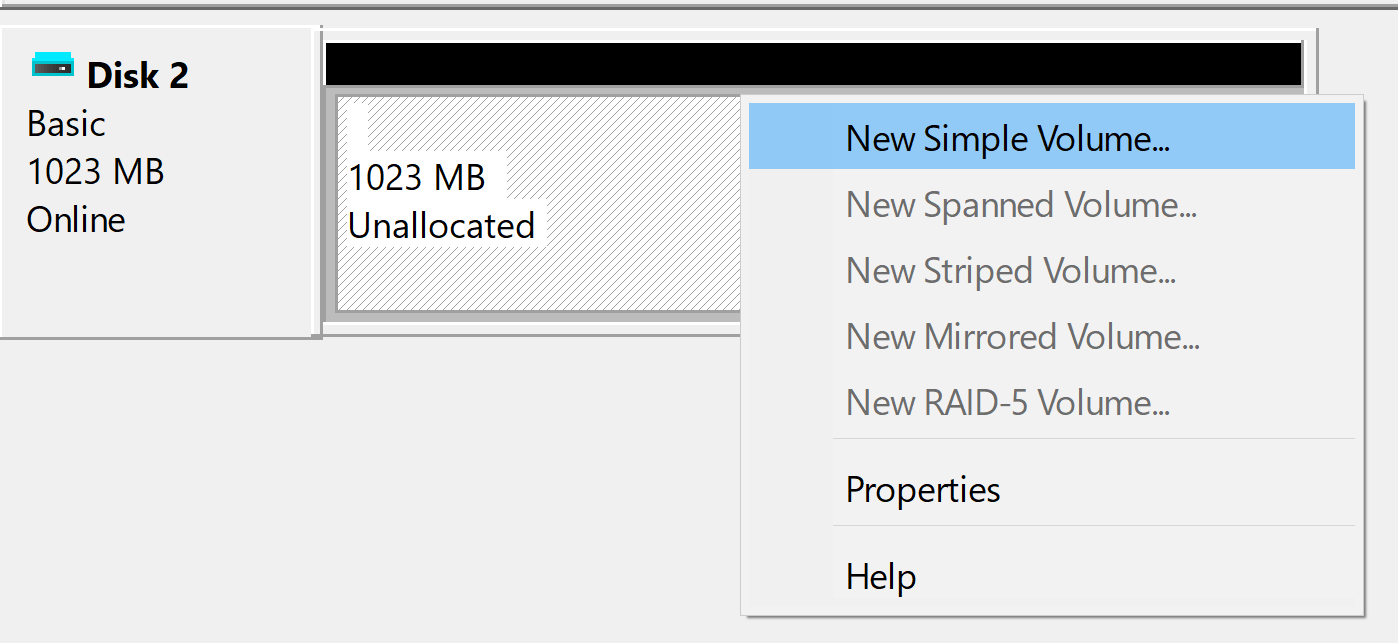 Disk 2
Basic
1023 MB
Online
1023 MB
Unallocated
New Simple Volume...
New Spanned Volume...
New Striped Volume...
New Mirrored Volume...
New RAID-5 Volume...
Properties
Help